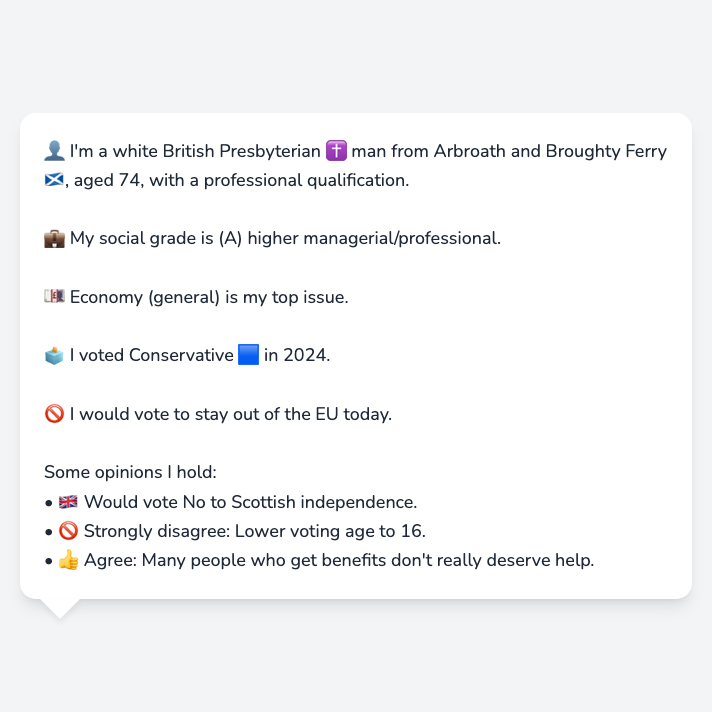 👤 I'm a white British Presbyterian ✝️ man from Arbroath and Broughty Ferry
🏴󠁧󠁢󠁳󠁣󠁴󠁿, aged 74, with a professional qualification.
💼 My social grade is (A) higher managerial/professional.
💷 Economy (general) is my top issue.
🗳️ I voted Conservative 🟦 in 2024.
🚫 I would vote to stay out of the EU today.
Some opinions I hold:
• 🇬🇧 Would vote No to Scottish independence.
• 🚫 Strongly disagree: Lower voting age to 16.
• 👍 Agree: Many people who get benefits don't really deserve help.